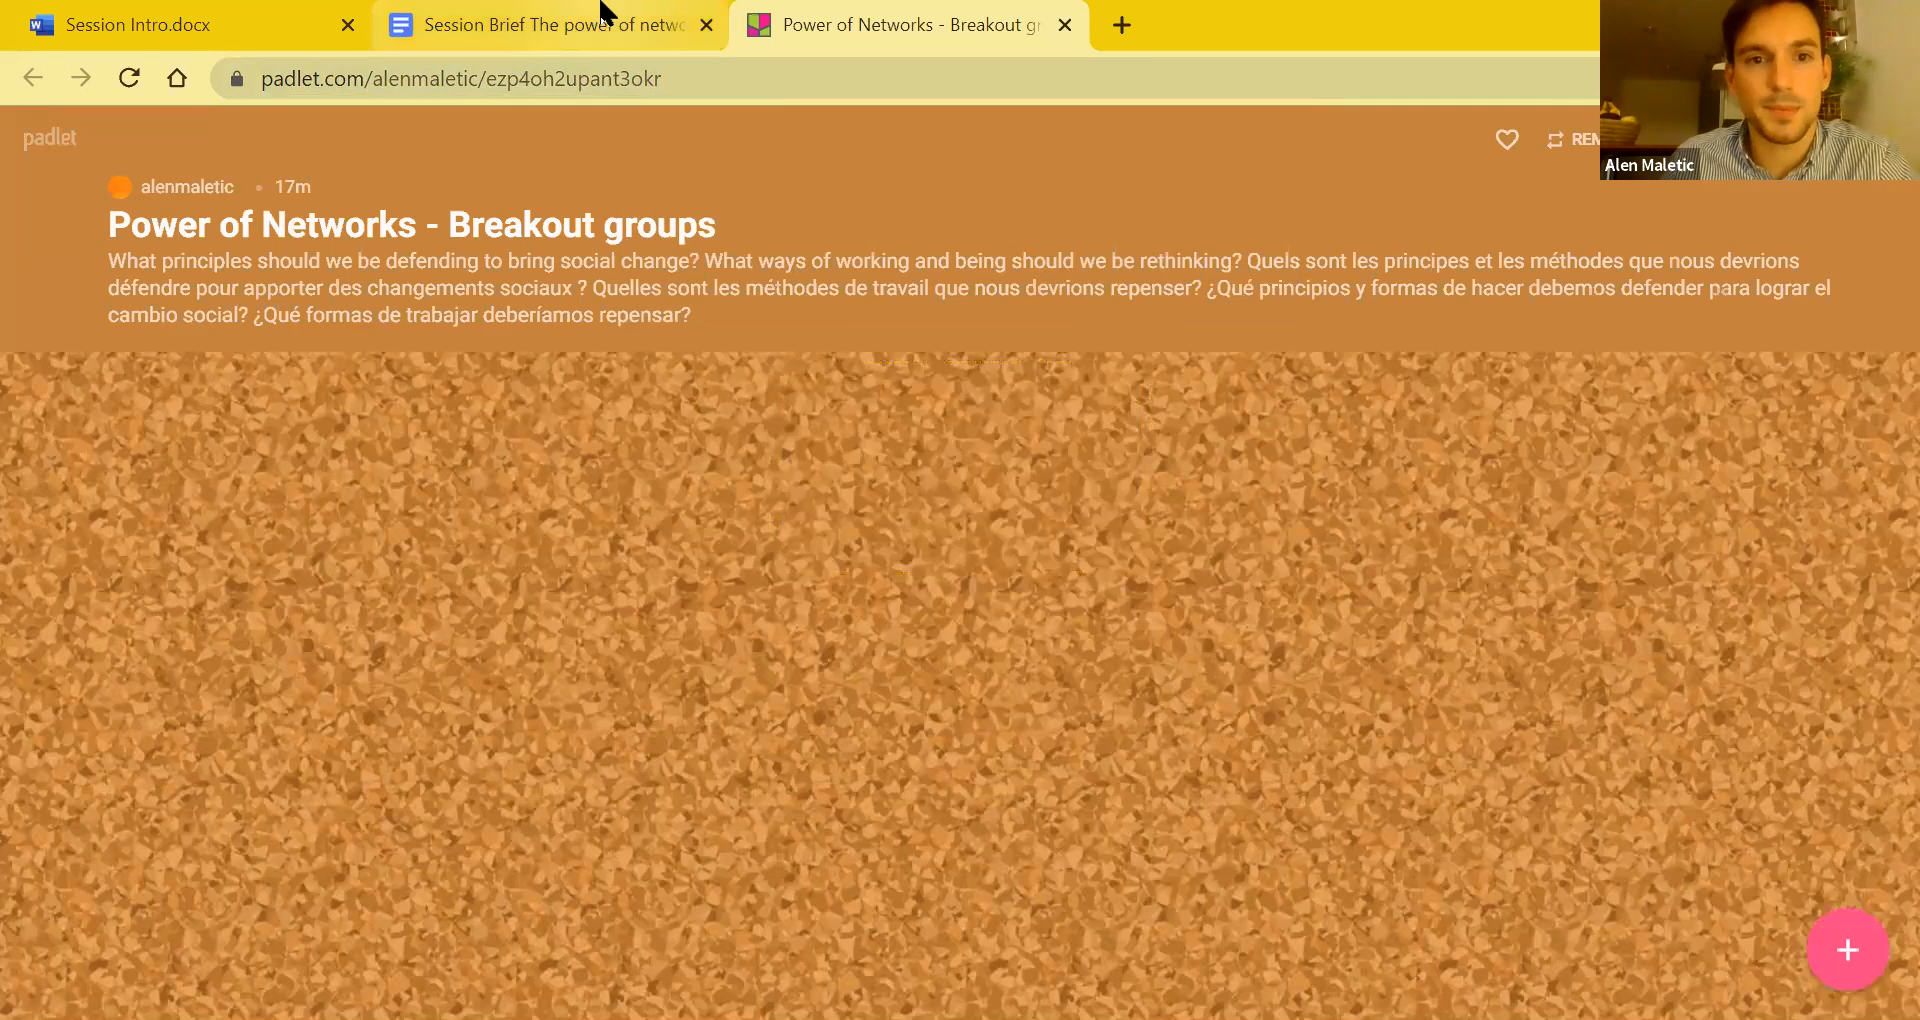 Session Intro.docx
Session Brief The power of netwo
Power of Networks - Breakout gr
padlet.com/alenmaletic/ezp4oh2upant3okr
padlet
REM
Alen Maletic
alenmaletic • 17m
Power of Networks - Breakout groups
What principles should we be defending to bring social change? What ways of working and being should we be rethinking? Quels sont les principes et les méthodes que nous devrions
défendre pour apporter des changements sociaux ? Quelles sont les méthodes de travail que nous devrions repenser? ¿Qué principios y formas de hacer debemos defender para lograr el
cambio social? ¿Qué formas de trabajar deberíamos repensar?